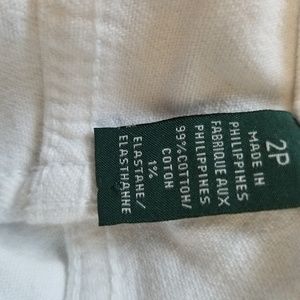 2P
MADE IN
PHILIPPINES
FABRIQUE AUX
PHILIPPINES
99% COTTON/
COTON
1%
ELASTANE/
ELASTHANNE